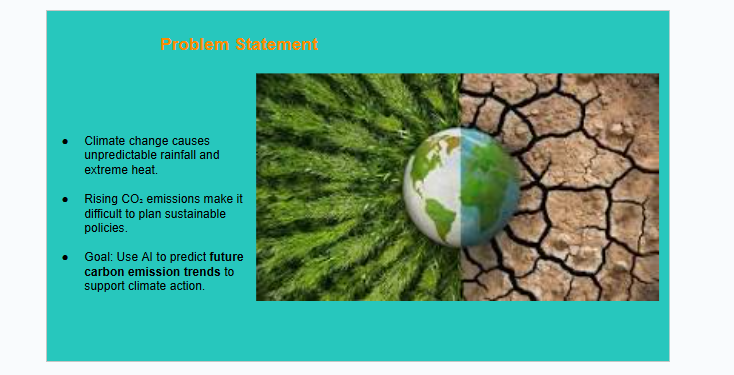 Problem Statement
● Climate change causes
unpredictable rainfall and
extreme heat.
● Rising CO₂ emissions make it
difficult to plan sustainable
policies.
● Goal: Use AI to predict future
carbon emission trends to
support climate action.